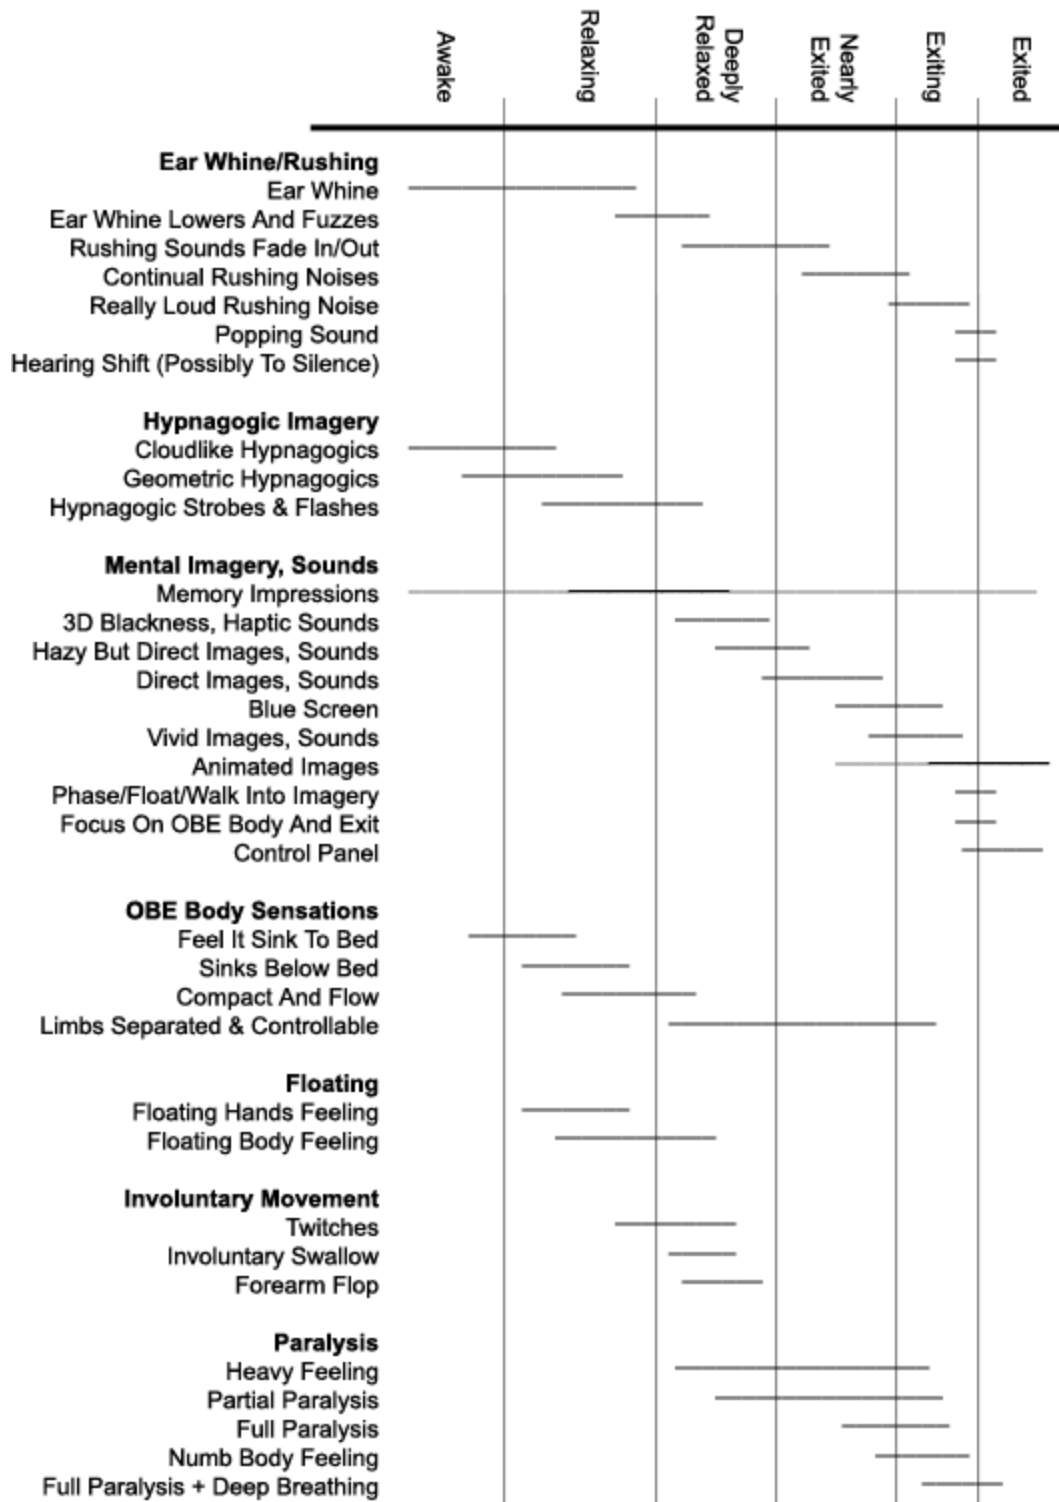 Awake
Relaxing
Deeply
Relaxed
Nearly
Exited
Exiting
Exited
Ear Whine/Rushing
Ear Whine
Ear Whine Lowers And Fuzzes
Rushing Sounds Fade In/Out
Continual Rushing Noises
Really Loud Rushing Noise
Popping Sound
Hearing Shift (Possibly To Silence)
Hypnagogic Imagery
Cloudlike Hypnagogics
Geometric Hypnagogics
Hypnagogic Strobes & Flashes
Mental Imagery, Sounds
Memory Impressions
3D Blackness, Haptic Sounds
Hazy But Direct Images, Sounds
Direct Images, Sounds
Blue Screen
Vivid Images, Sounds
Animated Images
Phase/Float/Walk Into Imagery
Focus On OBE Body And Exit
Control Panel
OBE Body Sensations
Feel It Sink To Bed
Sinks Below Bed
Compact And Flow
Limbs Separated & Controllable
Floating
Floating Hands Feeling
Floating Body Feeling
Involuntary Movement
Twitches
Involuntary Swallow
Forearm Flop
Paralysis
Heavy Feeling
Partial Paralysis
Full Paralysis
Numb Body Feeling
Full Paralysis + Deep Breathing